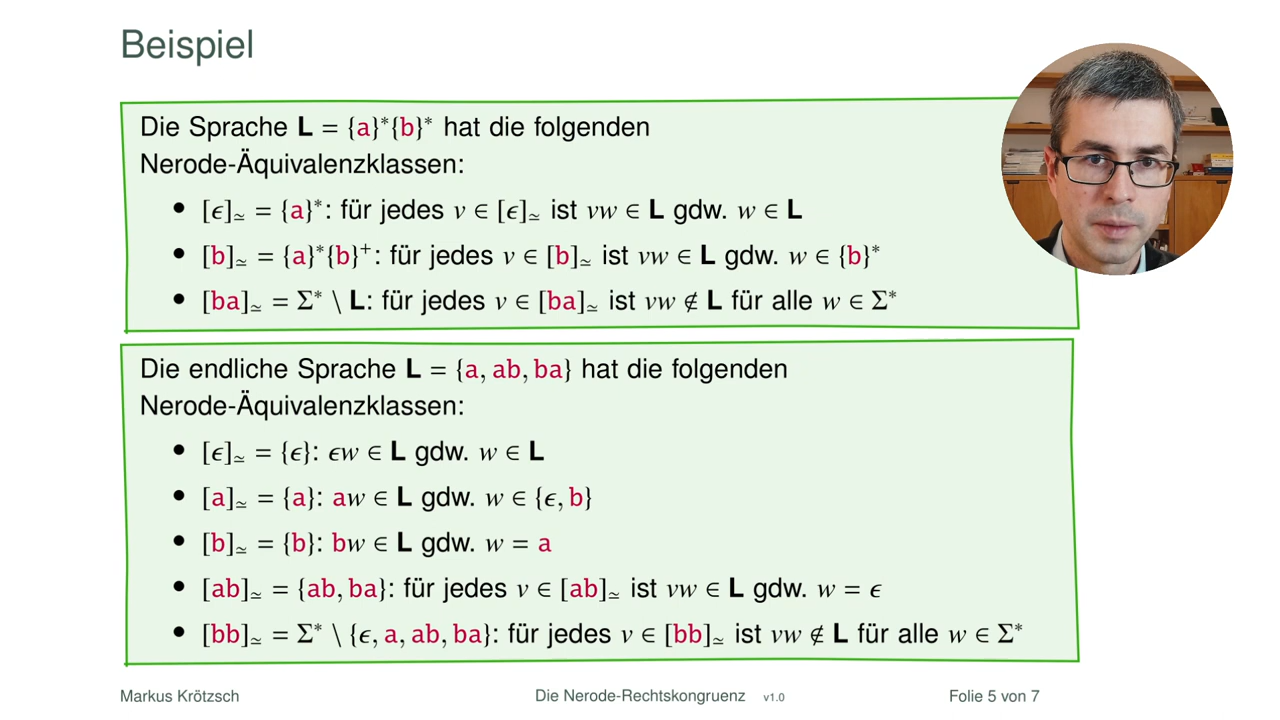 Beispiel
Die Sprache L = {a}*{b}* hat die folgenden
Nerode-Äquivalenzklassen:
• [ϵ]≃ = {a}*: für jedes v ∈ [ϵ]≃ ist vw ∈ L gdw. w ∈ L
• [b]≃ = {a}*{b}⁺: für jedes v ∈ [b]≃ ist vw ∈ L gdw. w ∈ {b}*
• [ba]≃ = Σ* \ L: für jedes v ∈ [ba]≃ ist vw ∉ L für alle w ∈ Σ*
Die endliche Sprache L = {a, ab, ba} hat die folgenden
Nerode-Äquivalenzklassen:
• [ϵ]≃ = {ϵ}: ϵw ∈ L gdw. w ∈ L
• [a]≃ = {a}: aw ∈ L gdw. w ∈ {ϵ, b}
• [b]≃ = {b}: bw ∈ L gdw. w = a
• [ab]≃ = {ab, ba}: für jedes v ∈ [ab]≃ ist vw ∈ L gdw. w = ϵ
• [bb]≃ = Σ* \ {ϵ, a, ab, ba}: für jedes v ∈ [bb]≃ ist vw ∉ L für alle w ∈ Σ*
Markus Krötzsch Die Nerode-Rechtskongruenz v1.0 Folie 5 von 7